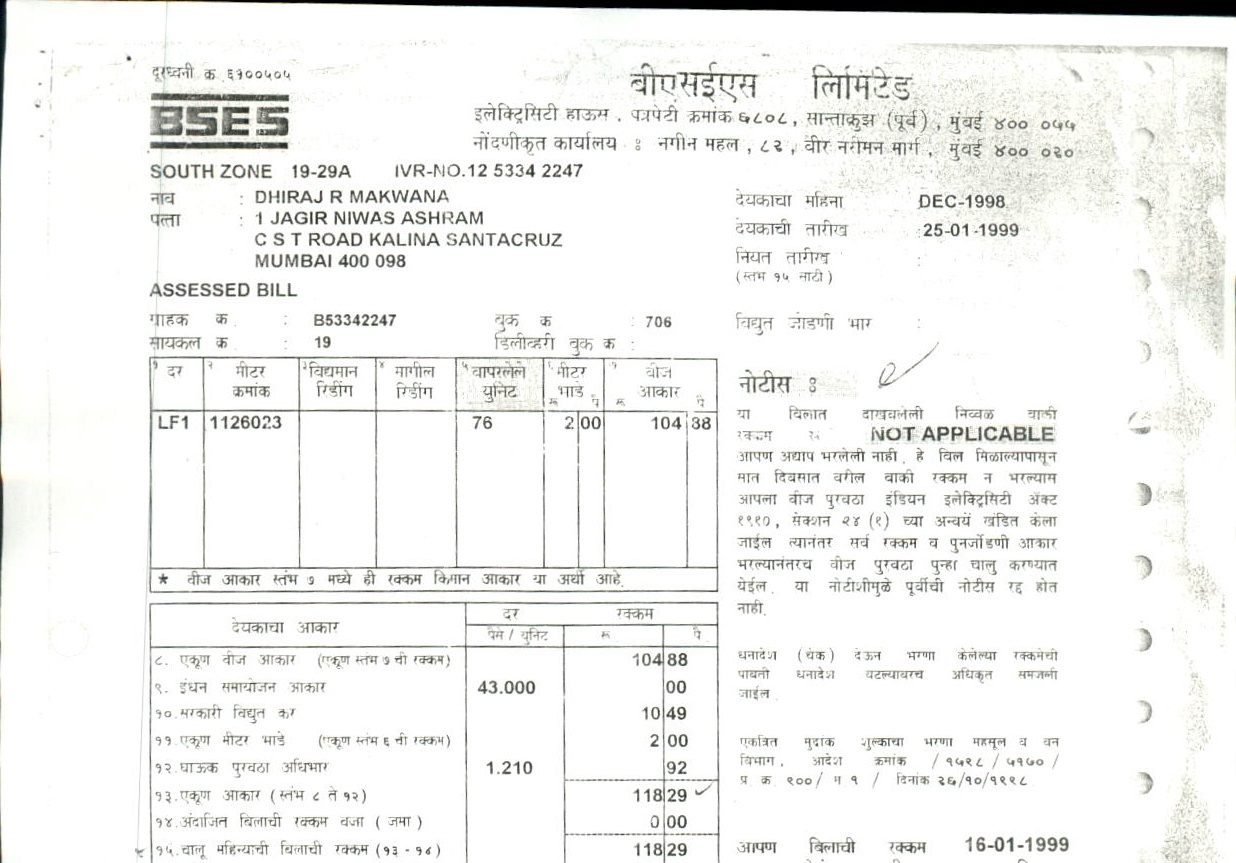 दूरध्वनी क्र ६१००५०५
BSES
बीएसईएस लिमिटेड
इलेक्ट्रिसिटी हाऊस , पत्रपेटी क्रमांक ६८०८, सान्ताक्रुझ (पूर्व) , मुंबई ४०० ०५५
नोंदणीकृत कार्यालय : नगीन महल , ८२ , वीर नरीमन मार्ग , मुंबई ४०० ०२०
SOUTH ZONE 19-29A IVR-NO.12 5334 2247
नाव : DHIRAJ R MAKWANA
पत्ता : 1 JAGIR NIWAS ASHRAM
C S T ROAD KALINA SANTACRUZ
MUMBAI 400 098
देयकाचा महिना : DEC-1998
देयकाची तारीख : 25-01-1999
नियत तारीख :
(स्तंभ १५ साठी)
ASSESSED BILL
ग्राहक क्र. : B53342247 बुक क्र : 706
सायकल क्र. : 19 डिलीव्हरी बुक क्र :
विद्युत जोडणी भार :
१ दर २ मीटर क्रमांक ३ विद्यमान रिडींग ४ मागील रिडींग ५ वापरलेले युनिट ६ मीटर भाडे रू पै ७ वीज आकार रू पै
LF1 1126023 76 2 00 104 38
* वीज आकार स्तंभ ७ मध्ये ही रक्कम किमान आकार या अर्थी आहे.
नोटीस :
या बिलात दाखवलेली निव्वळ बाकी
रक्कम रू NOT APPLICABLE
आपण अद्याप भरलेली नाही. हे बिल मिळाल्यापासून
सात दिवसात वरील बाकी रक्कम न भरल्यास
आपला वीज पुरवठा इंडियन इलेक्ट्रिसिटी ॲक्ट
१९१०, सेक्शन २४ (१) च्या अन्वयें खंडित केला
जाईल त्यानंतर सर्व रक्कम व पुनर्जोडणी आकार
भरल्यानंतरच वीज पुरवठा पुन्हा चालु करण्यात
येईल. या नोटीशीमुळे पूर्वीची नोटीस रद्द होत
नाही.
देयकाचा आकार दर रक्कम
पैसे / युनिट रू पै
८. एकूण वीज आकार (एकूण स्तंभ ७ ची रक्कम) 104 88
९. इंधन समायोजन आकार 43.000 00
१०. सरकारी विद्युत कर 10 49
११. एकूण मीटर भाडे (एकूण स्तंभ ६ ची रक्कम) 2 00
१२. घाऊक पुरवठा अधिभार 1.210 92
१३. एकूण आकार (स्तंभ ८ ते १२) 118 29
१४. अंदाजित बिलाची रक्कम वजा (जमा) 0 00
१५. चालू महिन्याची बिलाची रक्कम (१३ - १४) 118 29
धनादेश (चेक) देऊन भरणा केलेल्या रक्कमेची
पावती धनादेश वटल्यावरच अधिकृत समजली
जाईल.
एकत्रित मुद्रांक शुल्काचा भरणा महसूल व वन
विभाग, आदेश क्रमांक / १५९८ / ५१७० /
प्र क्र १००/ म १ / दिनांक २६/१०/१९९८
आपण बिलाची रक्कम 16-01-1999